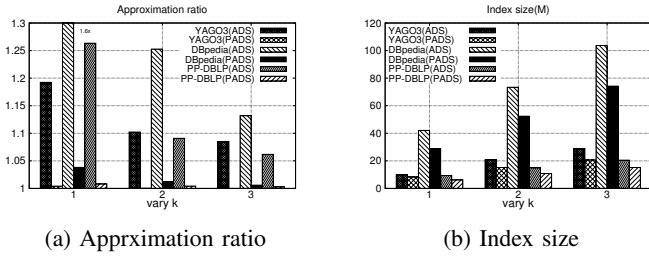 Approximation ratio
1.3
1.25
1.2
1.15
1.1
1.05
1
1.6x
YAGO3(ADS)
YAGO3(PADS)
DBpedia(ADS)
DBpedia(PADS)
PP-DBLP(ADS)
PP-DBLP(PADS)
1 2 3
vary k
(a) Apprximation ratio
Index size(M)
120
100
80
60
40
20
0
YAGO3(ADS)
YAGO3(PADS)
DBpedia(ADS)
DBpedia(PADS)
PP-DBLP(ADS)
PP-DBLP(PADS)
1 2 3
vary k
(b) Index size